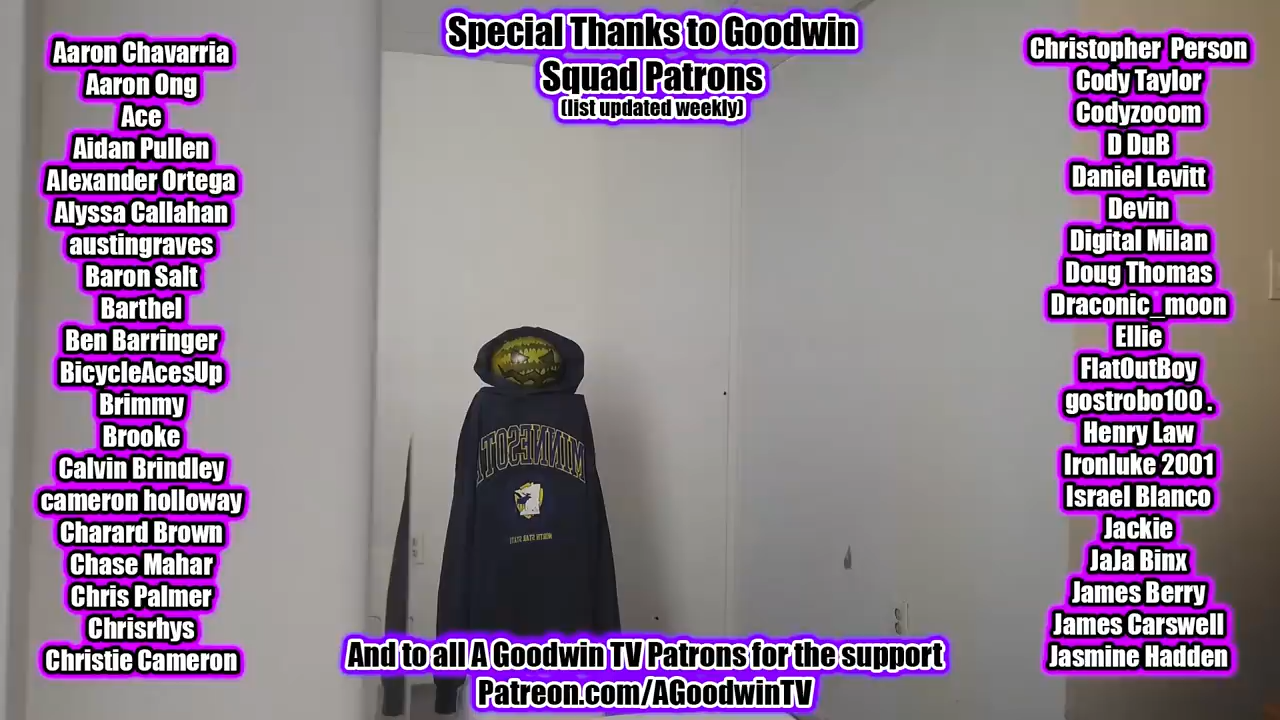 Special Thanks to Goodwin
Squad Patrons
(list updated weekly)
Aaron Chavarria
Aaron Ong
Ace
Aidan Pullen
Alexander Ortega
Alyssa Callahan
austingraves
Baron Salt
Barthel
Ben Barringer
BicycleAcesUp
Brimmy
Brooke
Calvin Brindley
cameron holloway
Charard Brown
Chase Mahar
Chris Palmer
Chrisrhys
Christie Cameron
Christopher Person
Cody Taylor
Codyzooom
D DuB
Daniel Levitt
Devin
Digital Milan
Doug Thomas
Draconic_moon
Ellie
FlatOutBoy
gostrobo100 .
Henry Law
Ironluke 2001
Israel Blanco
Jackie
JaJa Binx
James Berry
James Carswell
Jasmine Hadden
MINNESOT
And to all A Goodwin TV Patrons for the support
Patreon.com/AGoodwinTV